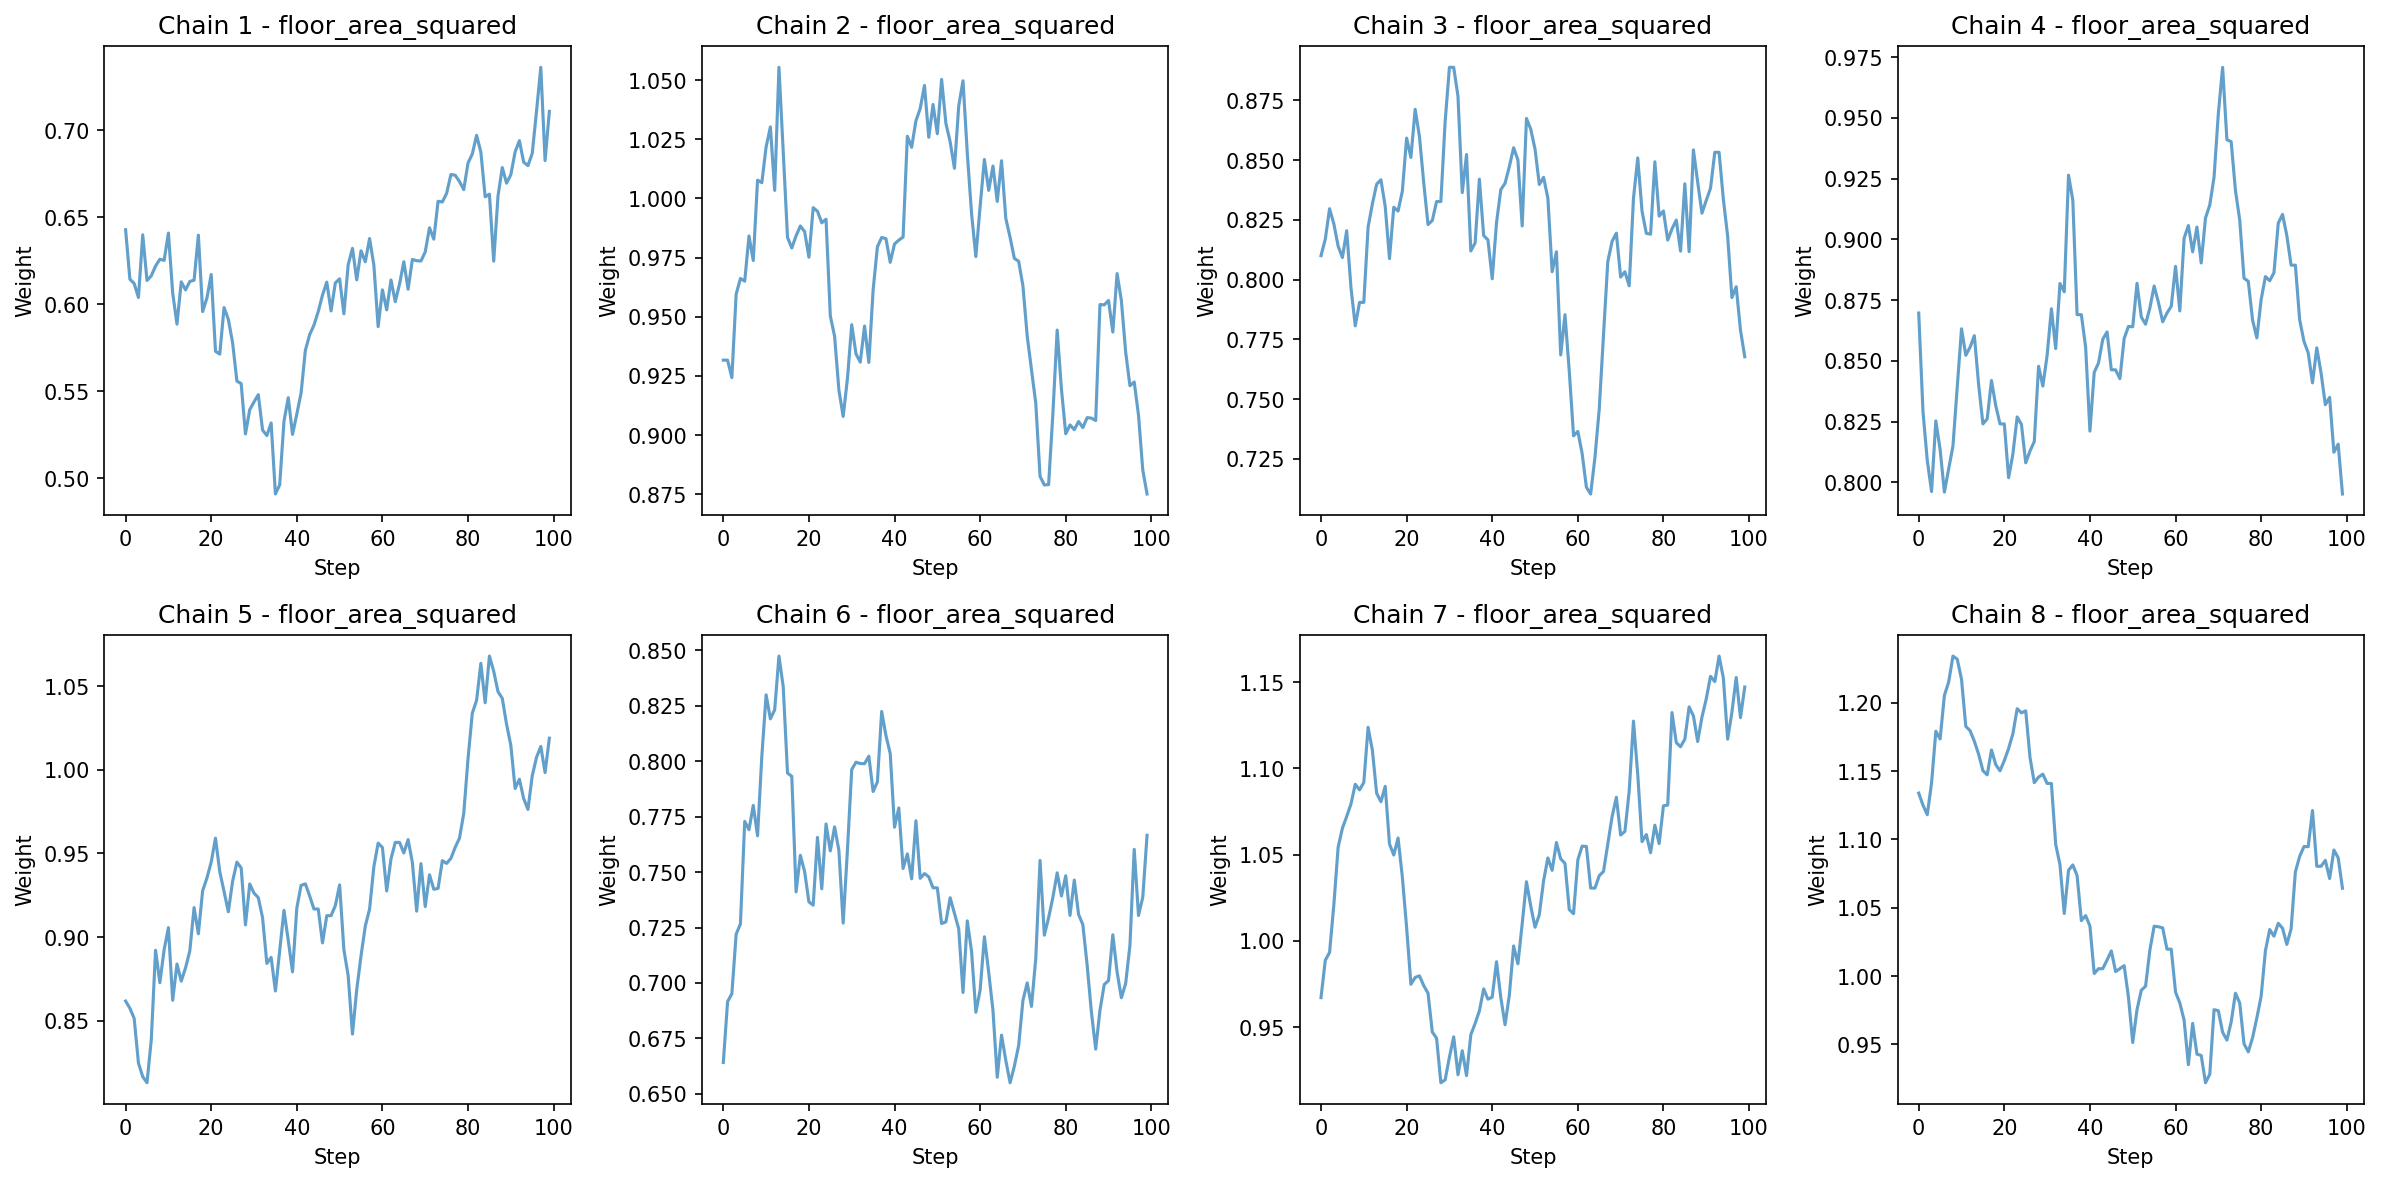 Chain 1 - floor_area_squared
Chain 2 - floor_area_squared
Chain 3 - floor_area_squared
Chain 4 - floor_area_squared
Weight
0.70
0.65
0.60
0.55
0.50
0 20 40 60 80 100
Step
Weight
1.050
1.025
1.000
0.975
0.950
0.925
0.900
0.875
0 20 40 60 80 100
Step
Weight
0.875
0.850
0.825
0.800
0.775
0.750
0.725
0 20 40 60 80 100
Step
Weight
0.975
0.950
0.925
0.900
0.875
0.850
0.825
0.800
0 20 40 60 80 100
Step
Chain 5 - floor_area_squared
Chain 6 - floor_area_squared
Chain 7 - floor_area_squared
Chain 8 - floor_area_squared
Weight
1.05
1.00
0.95
0.90
0.85
0 20 40 60 80 100
Step
Weight
0.850
0.825
0.800
0.775
0.750
0.725
0.700
0.675
0.650
0 20 40 60 80 100
Step
Weight
1.15
1.10
1.05
1.00
0.95
0 20 40 60 80 100
Step
Weight
1.20
1.15
1.10
1.05
1.00
0.95
0 20 40 60 80 100
Step